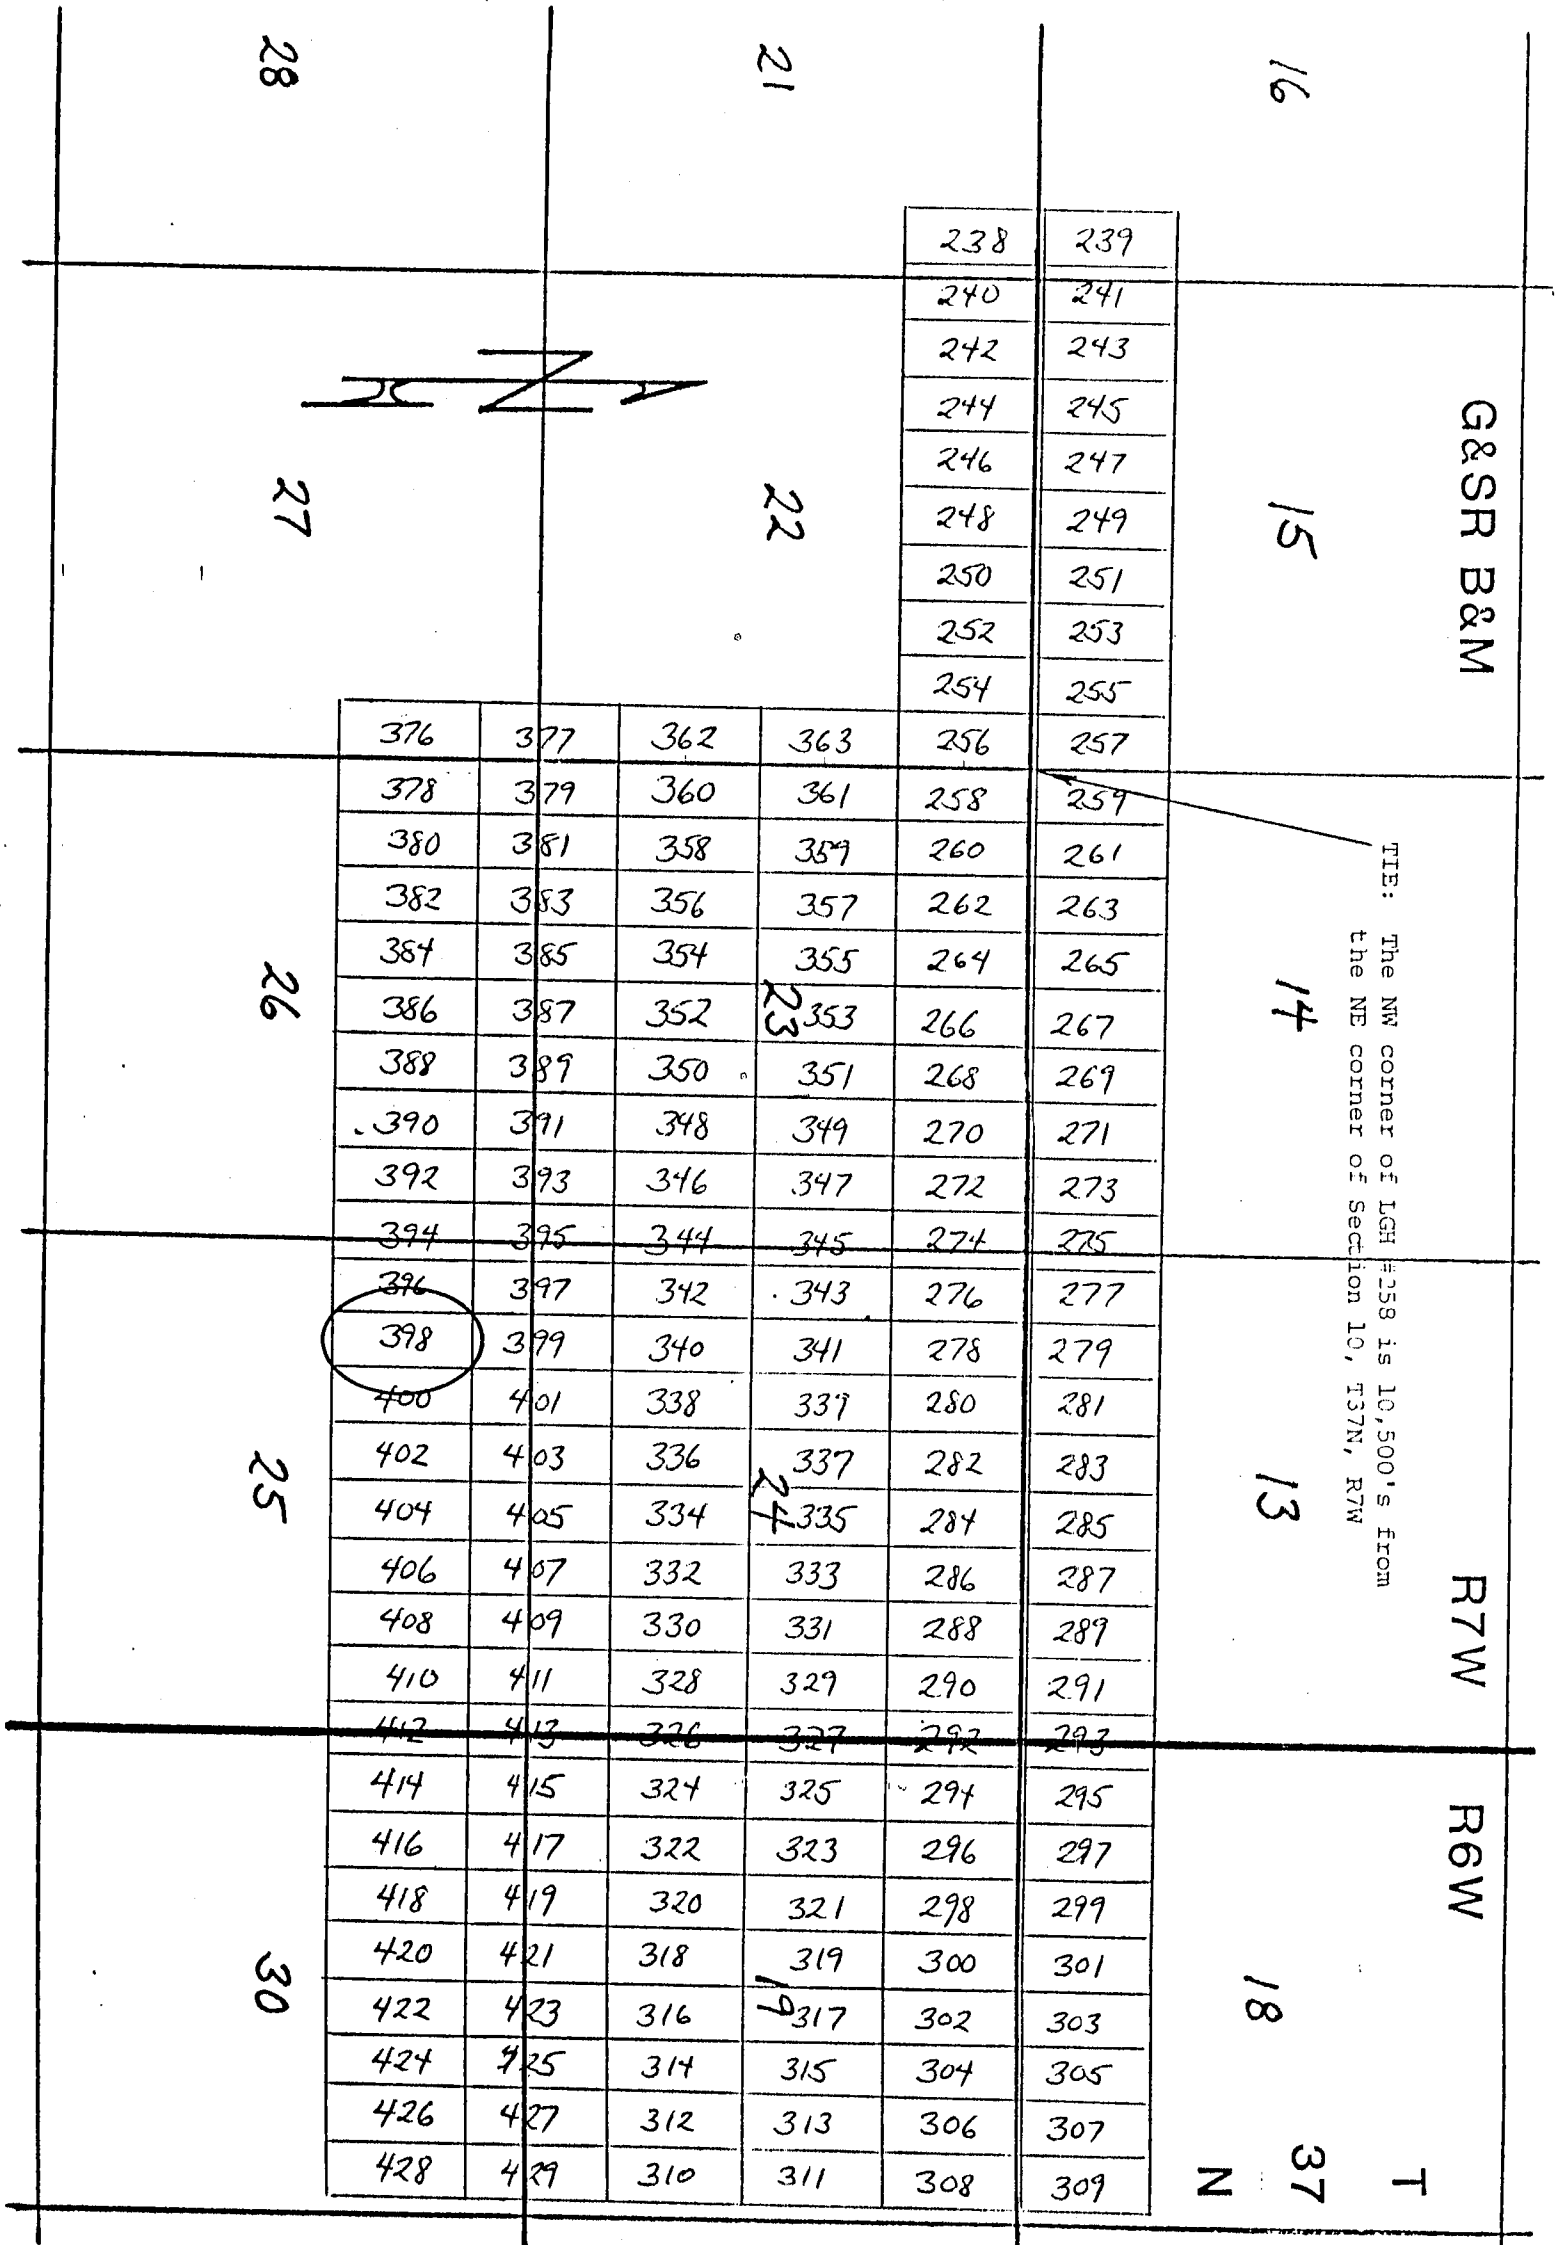 G&SR B&M
R7W
R6W
T
37
N
TIE: The NW corner of LGH #258 is 10,500's from
the NE corner of Section 10, T37N, R7W
16
15
14
13
18
21
22
23
24
19
28
27
26
25
30
238 239
240 241
242 243
244 245
246 247
248 249
250 251
252 253
254 255
376 377 362 363 256 257
378 379 360 361 258 259
380 381 358 359 260 261
382 383 356 357 262 263
384 385 354 355 264 265
386 387 352 353 266 267
388 389 350 351 268 269
390 391 348 349 270 271
392 393 346 347 272 273
394 395 344 345 274 275
396 397 342 343 276 277
398 399 340 341 278 279
400 401 338 339 280 281
402 403 336 337 282 283
404 405 334 335 284 285
406 407 332 333 286 287
408 409 330 331 288 289
410 411 328 329 290 291
412 413 326 327 292 293
414 415 324 325 294 295
416 417 322 323 296 297
418 419 320 321 298 299
420 421 318 319 300 301
422 423 316 317 302 303
424 425 314 315 304 305
426 427 312 313 306 307
428 429 310 311 308 309
N